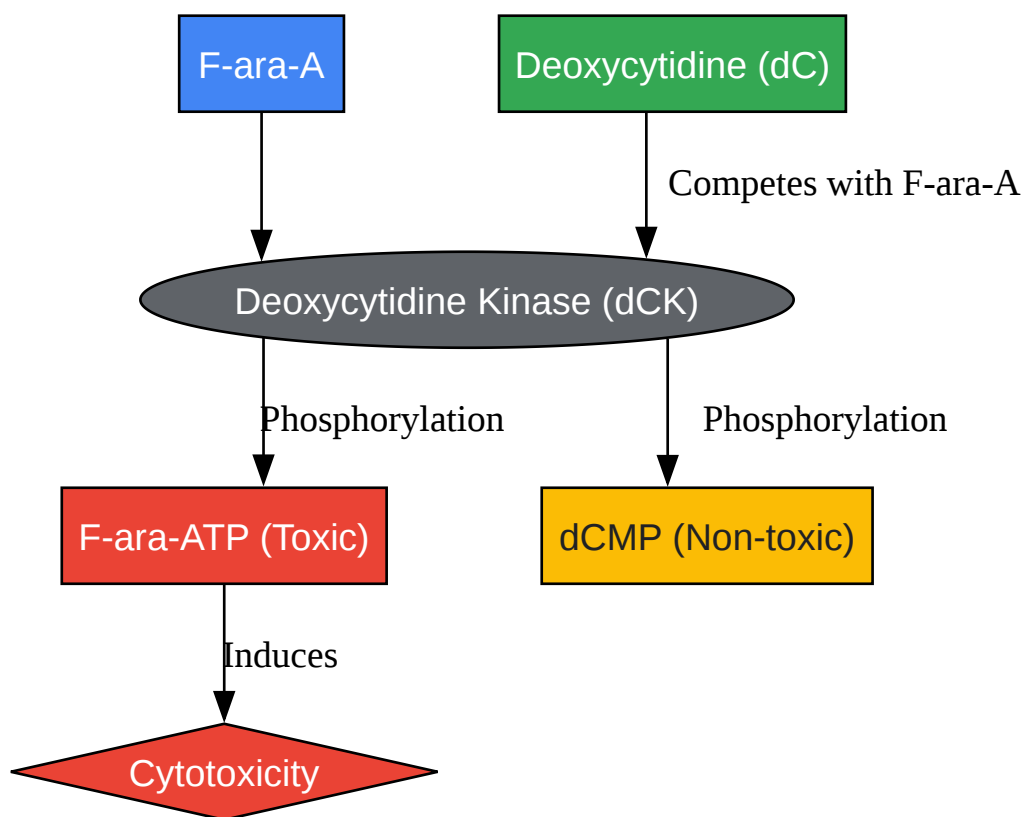 F-ara-A
Deoxycytidine (dC)
Competes with F-ara-A
Deoxycytidine Kinase (dCK)
Phosphorylation
Phosphorylation
F-ara-ATP (Toxic)
dCMP (Non-toxic)
Induces
Cytotoxicity